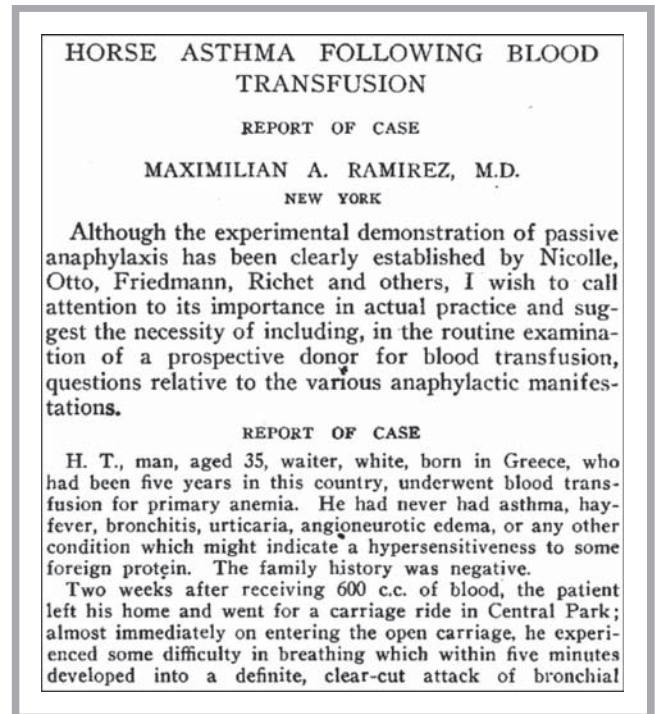 HORSE ASTHMA FOLLOWING BLOOD
TRANSFUSION
REPORT OF CASE
MAXIMILIAN A. RAMIREZ, M.D.
NEW YORK
Although the experimental demonstration of passive
anaphylaxis has been clearly established by Nicolle,
Otto, Friedmann, Richet and others, I wish to call
attention to its importance in actual practice and sug-
gest the necessity of including, in the routine examina-
tion of a prospective donor for blood transfusion,
questions relative to the various anaphylactic manifes-
tations.
REPORT OF CASE
H. T., man, aged 35, waiter, white, born in Greece, who
had been five years in this country, underwent blood trans-
fusion for primary anemia. He had never had asthma, hay-
fever, bronchitis, urticaria, angioneurotic edema, or any other
condition which might indicate a hypersensitiveness to some
foreign protein. The family history was negative.
Two weeks after receiving 600 c.c. of blood, the patient
left his home and went for a carriage ride in Central Park;
almost immediately on entering the open carriage, he experi-
enced some difficulty in breathing which within five minutes
developed into a definite, clear-cut attack of bronchial